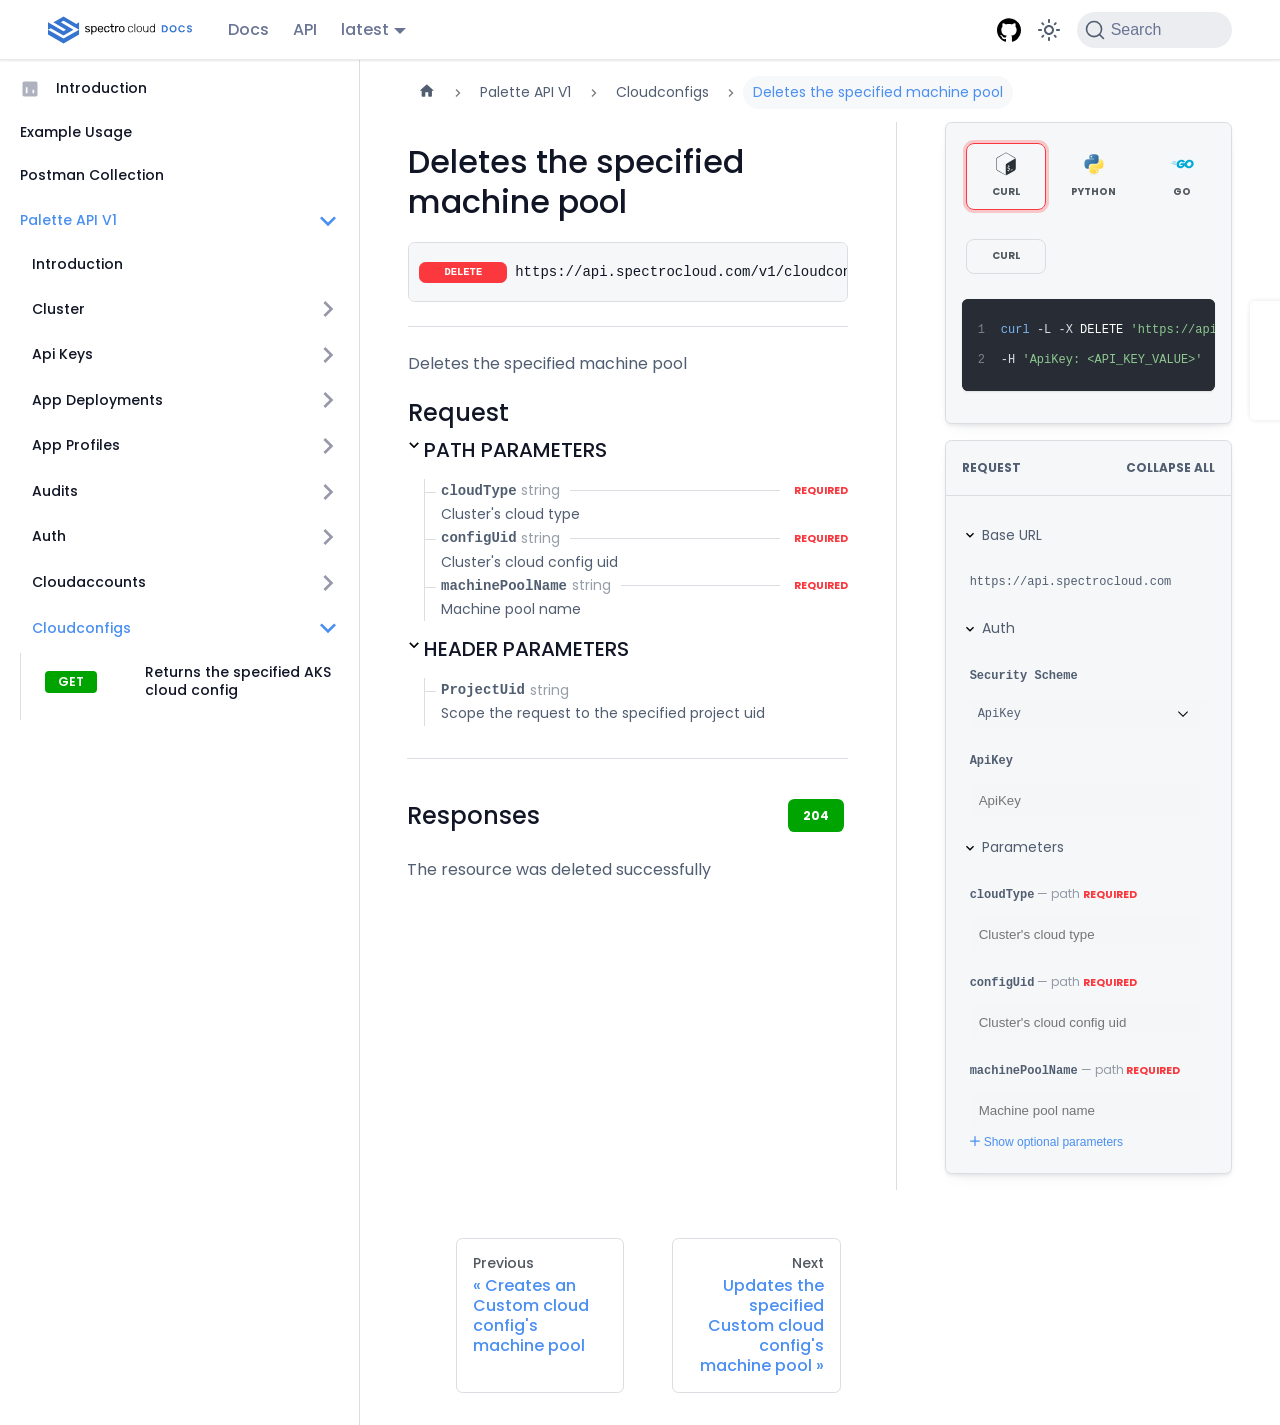 spectro cloud DOCS
Docs
API
latest
Search
Introduction
Example Usage
Postman Collection
Palette API V1
Introduction
Cluster
Api Keys
App Deployments
App Profiles
Audits
Auth
Cloudaccounts
Cloudconfigs
GET Returns the specified AKS
cloud config
Palette API V1
Cloudconfigs
Deletes the specified machine pool
Deletes the specified
machine pool
DELETE https://api.spectrocloud.com/v1/cloudcon
Deletes the specified machine pool
Request
PATH PARAMETERS
cloudType string REQUIRED
Cluster's cloud type
configUid string REQUIRED
Cluster's cloud config uid
machinePoolName string REQUIRED
Machine pool name
HEADER PARAMETERS
ProjectUid string
Scope the request to the specified project uid
Responses
204
The resource was deleted successfully
CURL
PYTHON
GO
CURL
1 curl -L -X DELETE 'https://api
2 -H 'ApiKey: <API_KEY_VALUE>'
REQUEST
COLLAPSE ALL
Base URL
https://api.spectrocloud.com
Auth
Security Scheme
ApiKey
ApiKey
ApiKey
Parameters
cloudType — path REQUIRED
Cluster's cloud type
configUid — path REQUIRED
Cluster's cloud config uid
machinePoolName — path REQUIRED
Machine pool name
Show optional parameters
Previous
« Creates an
Custom cloud
config's
machine pool
Next
Updates the
specified
Custom cloud
config's
machine pool »